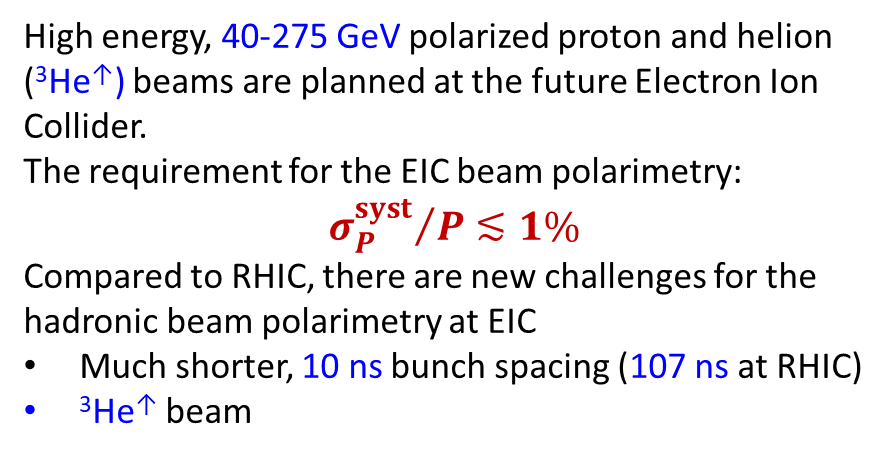 High energy, 40-275 GeV polarized proton and helion
(³He↑) beams are planned at the future Electron Ion
Collider.
The requirement for the EIC beam polarimetry:
σ_P^syst/P ≲ 1%
Compared to RHIC, there are new challenges for the
hadronic beam polarimetry at EIC
• Much shorter, 10 ns bunch spacing (107 ns at RHIC)
• ³He↑ beam